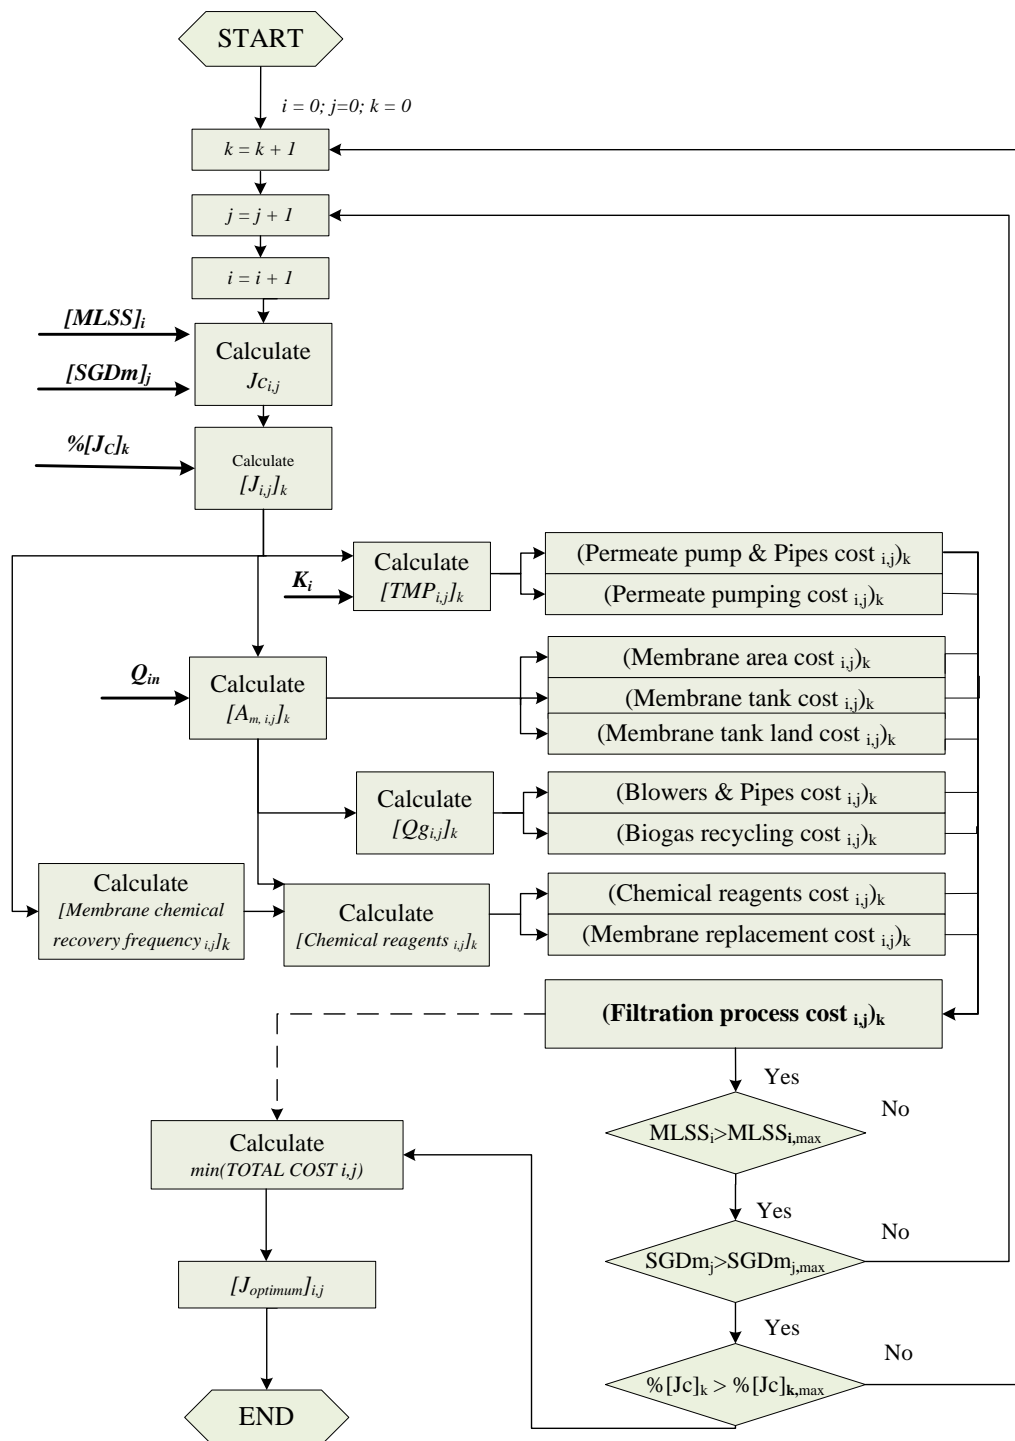 START
i = 0; j=0; k = 0
k = k + 1
j = j + 1
i = i + 1
[MLSS]i
Calculate
Jci,j
[SGDm]j
%[JC]k
Calculate
[Ji,j]k
Calculate
[TMPi,j]k
Ki
(Permeate pump & Pipes cost i,j)k
(Permeate pumping cost i,j)k
Qin
Calculate
[Am, i,j]k
(Membrane area cost i,j)k
(Membrane tank cost i,j)k
(Membrane tank land cost i,j)k
Calculate
[Qgi,j]k
(Blowers & Pipes cost i,j)k
(Biogas recycling cost i,j)k
Calculate
[Membrane chemical
recovery frequency i,j]k
Calculate
[Chemical reagents i,j]k
(Chemical reagents cost i,j)k
(Membrane replacement cost i,j)k
(Filtration process cost i,j)k
Yes
No
MLSSi>MLSSi,max
Calculate
min(TOTAL COST i,j)
Yes
No
SGDmj>SGDmj,max
[Joptimum]i,j
Yes
No
%[Jc]k > %[Jc]k,max
END